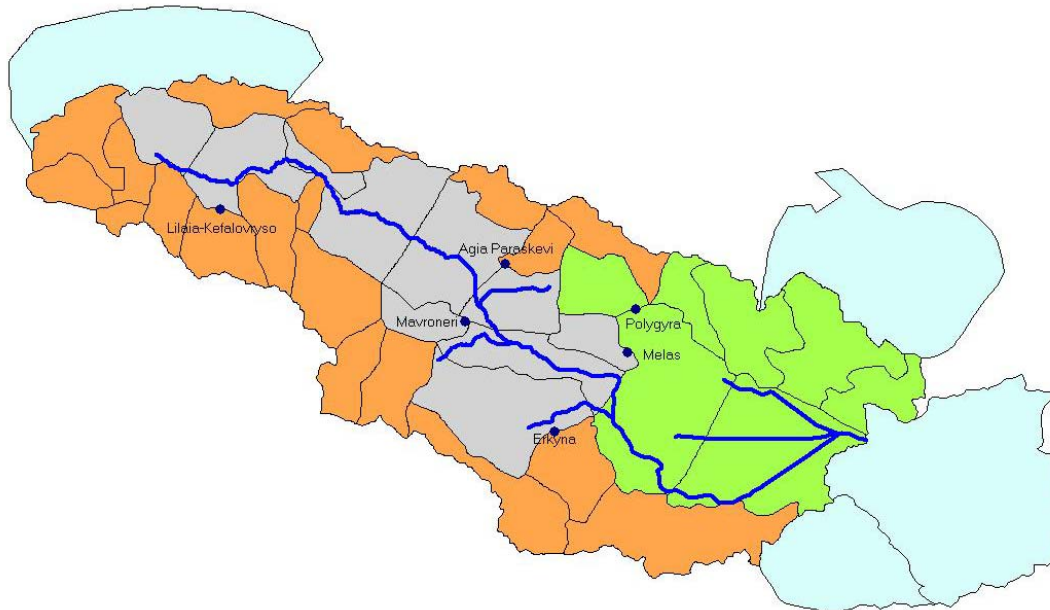 Lilaia-Kefalovryso
Agia Paraskevi
Mavroneri
Polygyra
Melas
Erkyna